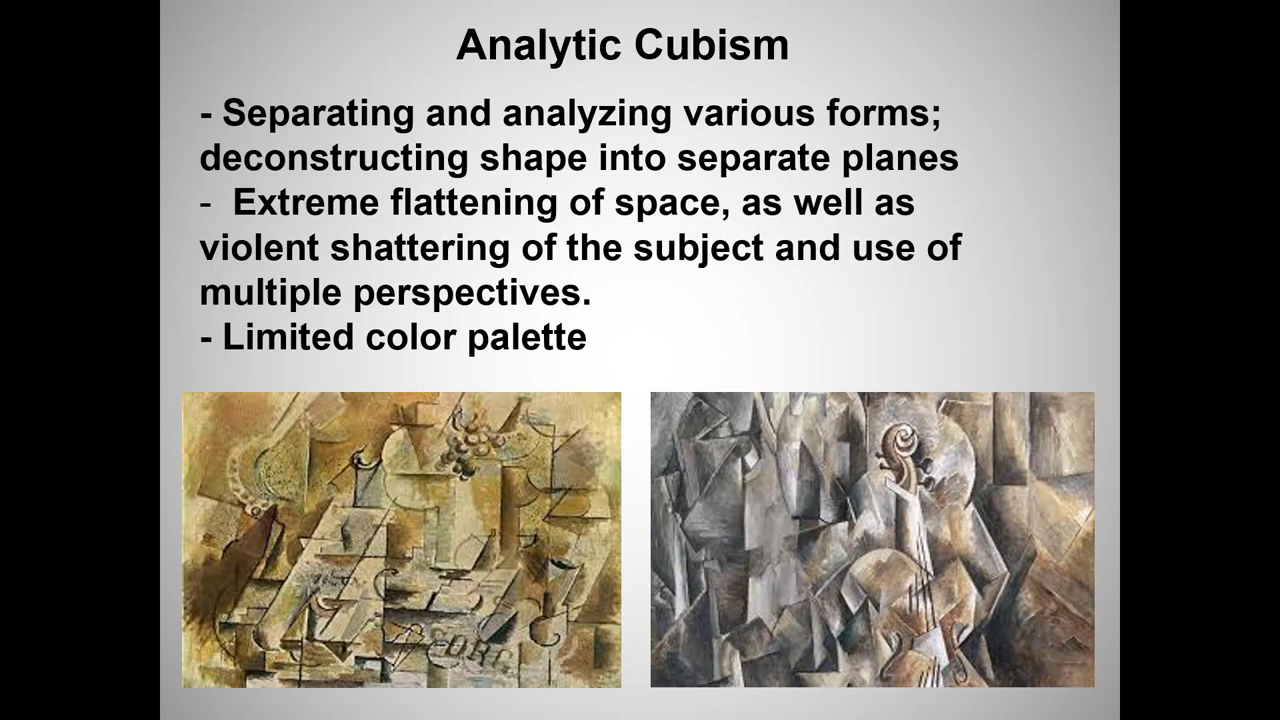 Analytic Cubism
- Separating and analyzing various forms;
deconstructing shape into separate planes
- Extreme flattening of space, as well as
violent shattering of the subject and use of
multiple perspectives.
- Limited color palette